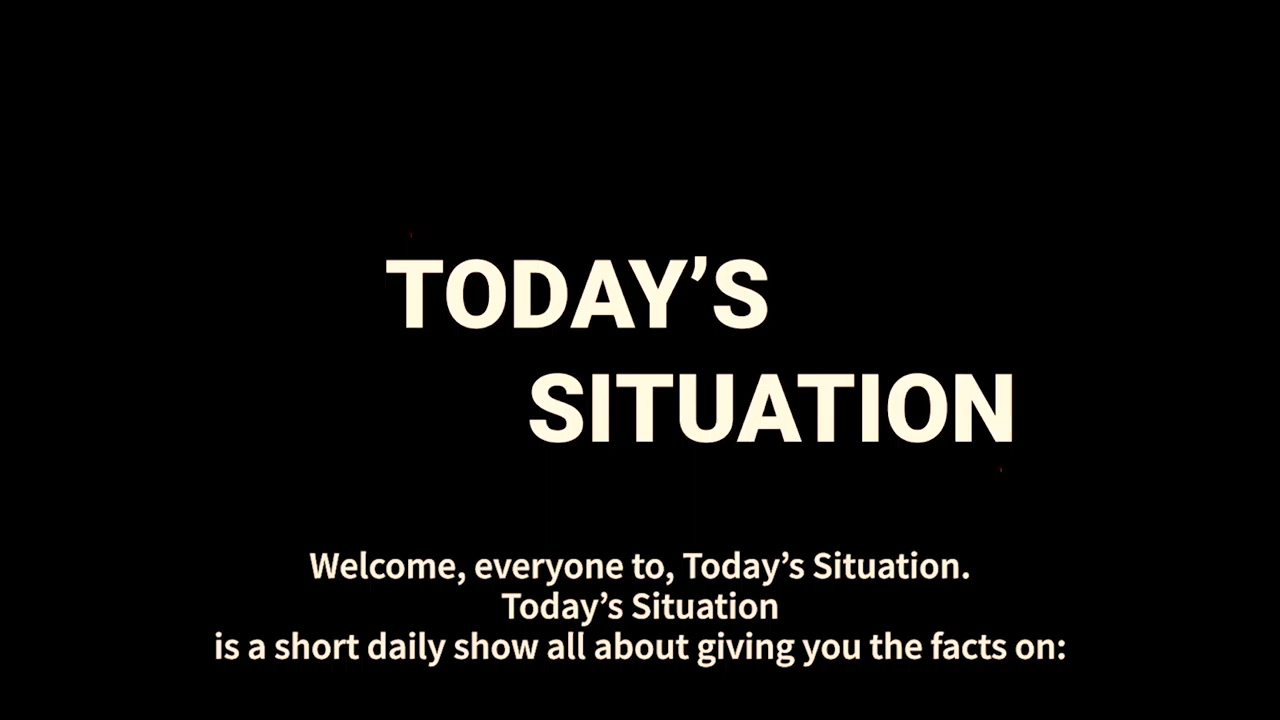 TODAY’S
SITUATION
Welcome, everyone to, Today’s Situation.
Today’s Situation
is a short daily show all about giving you the facts on: